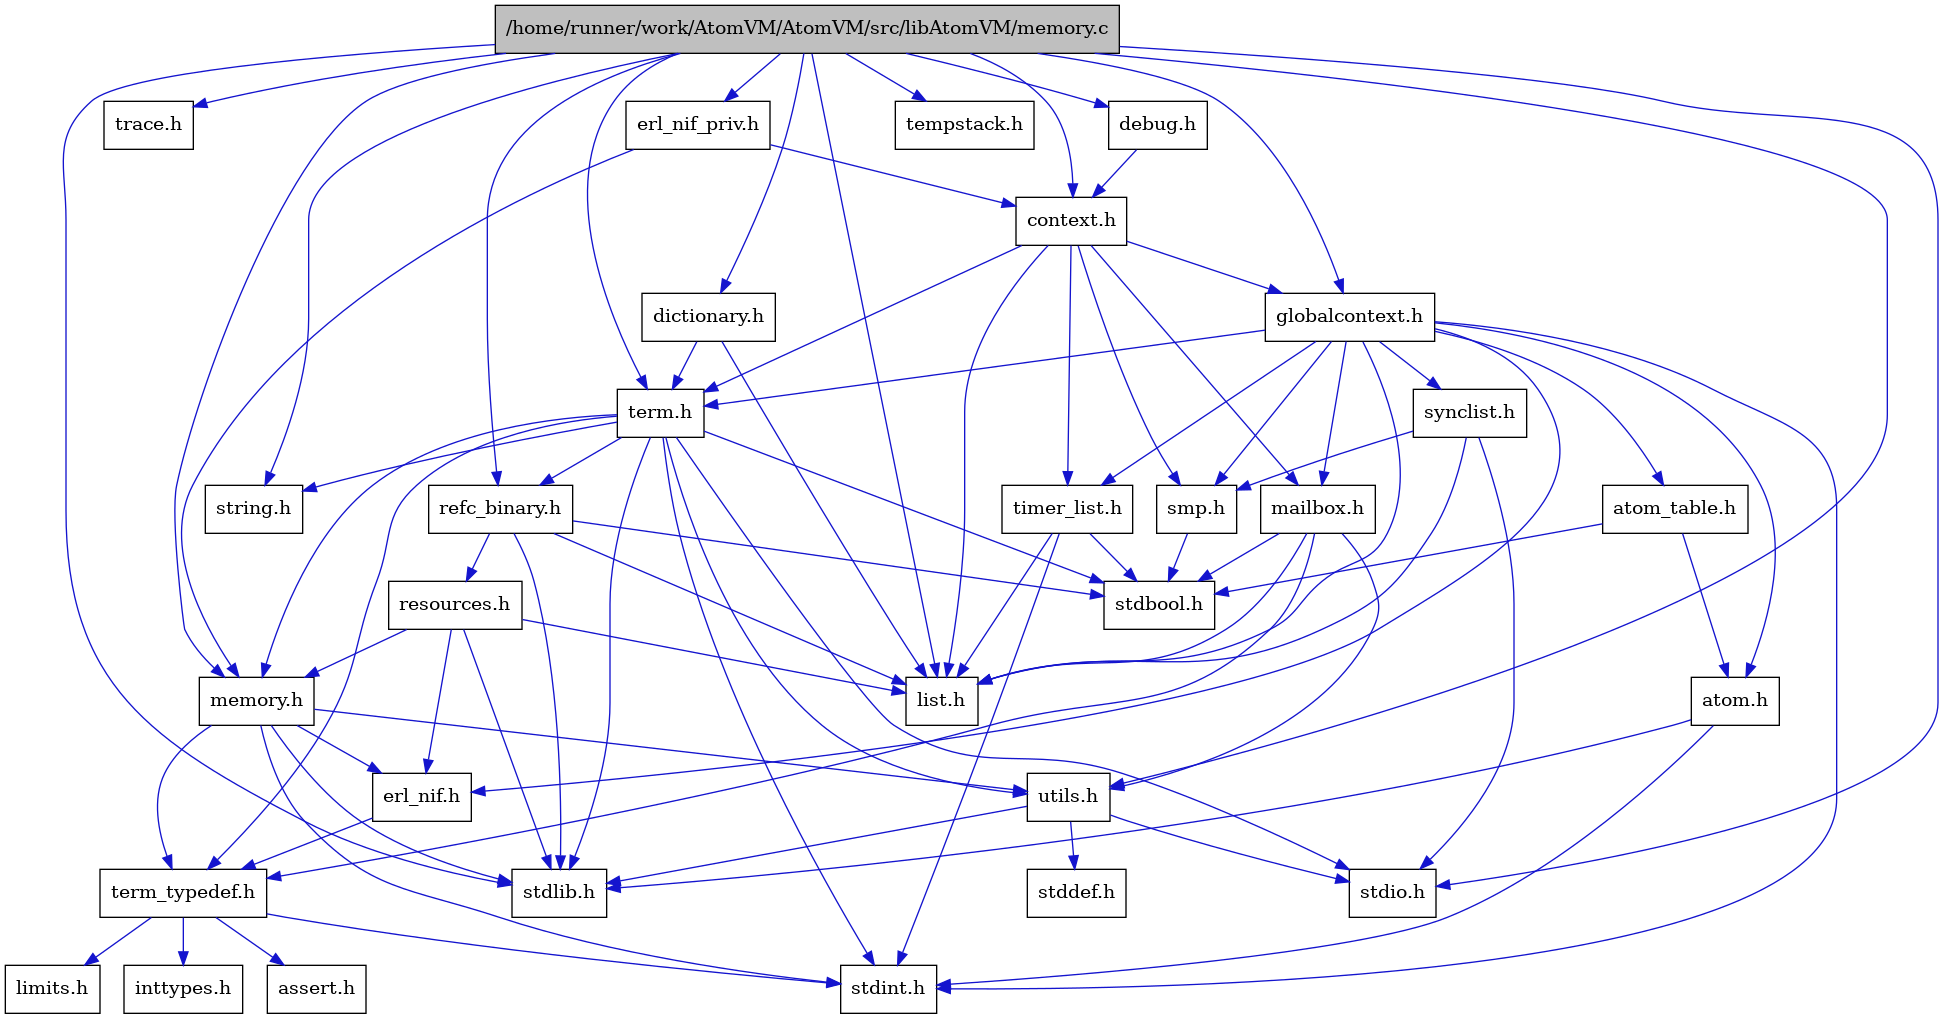 /home/runner/work/AtomVM/AtomVM/src/libAtomVM/memory.c
trace.h
erl_nif_priv.h
tempstack.h
debug.h
context.h
dictionary.h
globalcontext.h
term.h
synclist.h
string.h
refc_binary.h
timer_list.h
smp.h
mailbox.h
atom_table.h
resources.h
stdbool.h
memory.h
list.h
atom.h
erl_nif.h
utils.h
term_typedef.h
stdlib.h
stddef.h
stdio.h
limits.h
inttypes.h
assert.h
stdint.h